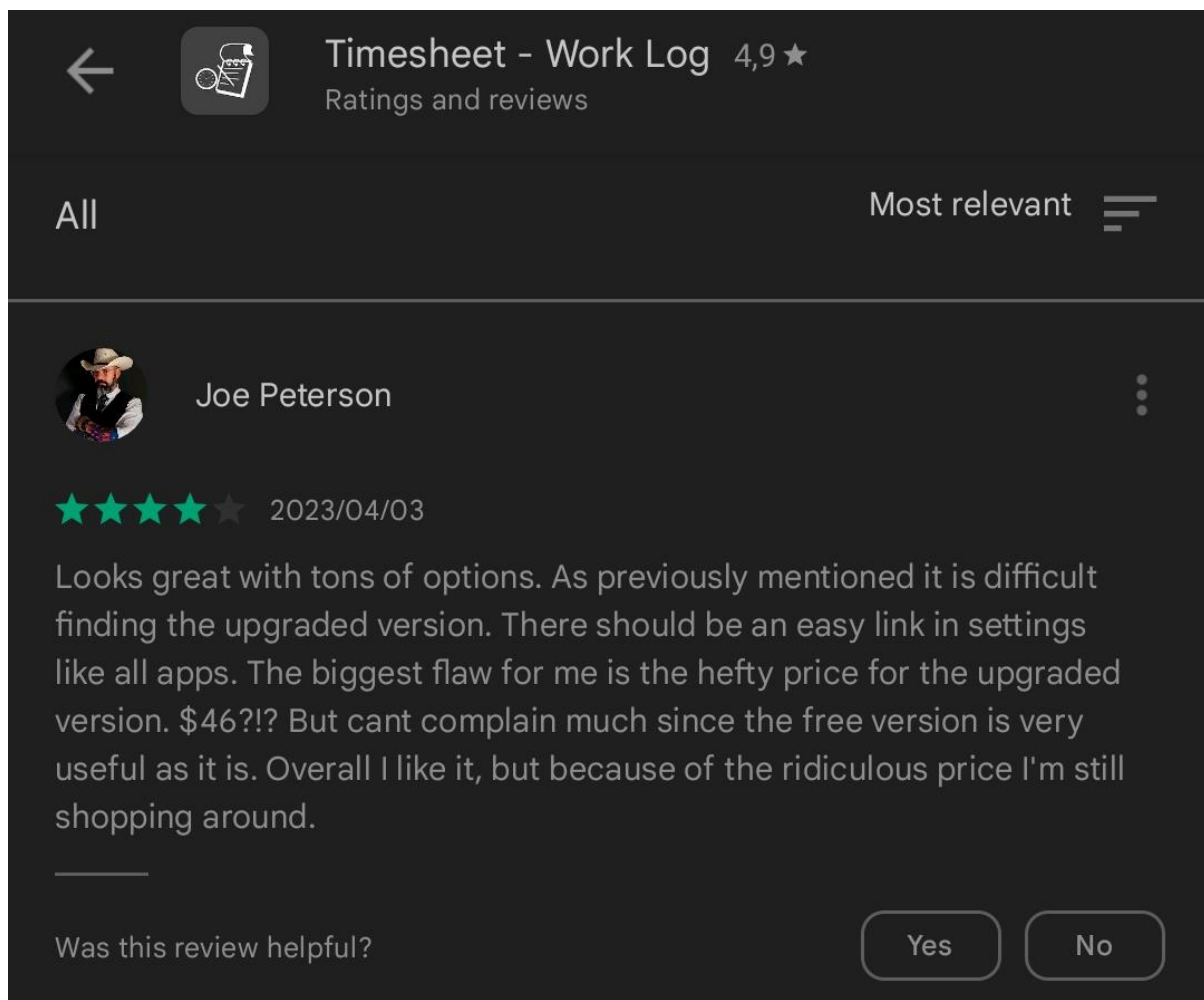 Timesheet - Work Log 4,9 ★
Ratings and reviews
All
Most relevant
Joe Peterson
2023/04/03
Looks great with tons of options. As previously mentioned it is difficult
finding the upgraded version. There should be an easy link in settings
like all apps. The biggest flaw for me is the hefty price for the upgraded
version. $46?!? But cant complain much since the free version is very
useful as it is. Overall I like it, but because of the ridiculous price I'm still
shopping around.
Was this review helpful?
Yes
No